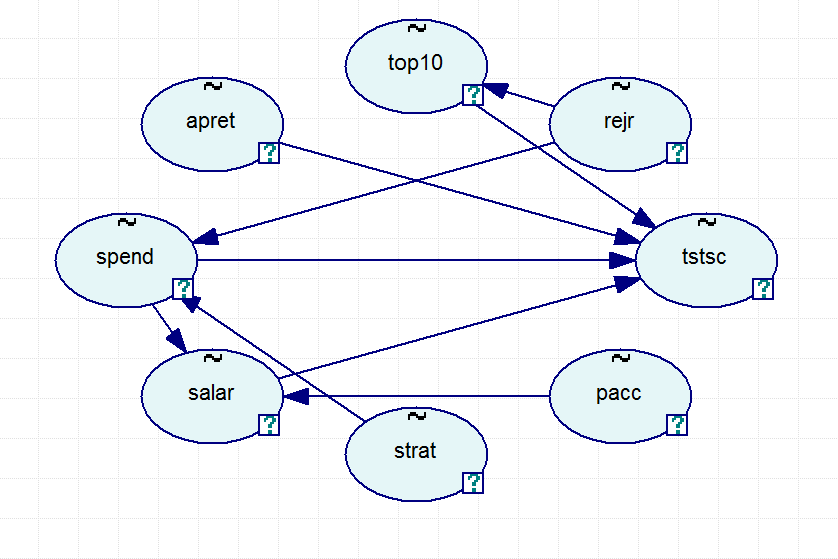 ~
top10
?
~
apret
?
~
rejr
?
~
spend
?
~
tstsc
?
~
salar
?
~
pacc
?
~
strat
?